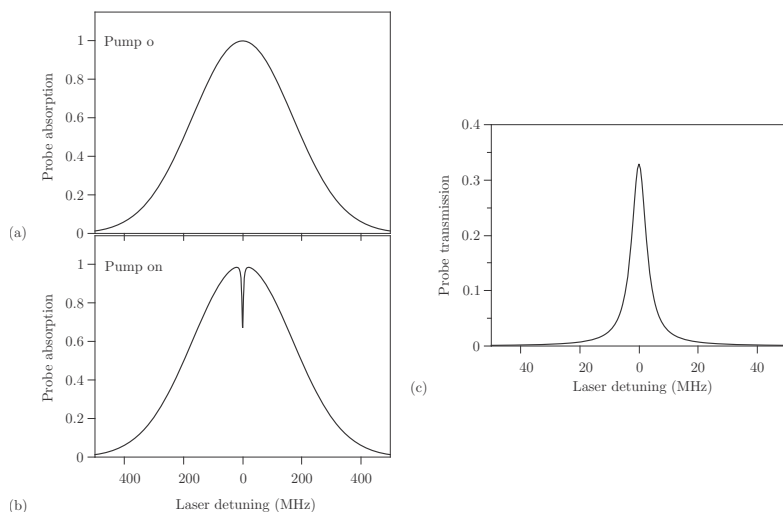 Pump o
1
0.8
0.6
0.4
0.2
0
Probe absorption
(a)
Pump on
1
0.8
0.6
0.4
0.2
0
Probe absorption
400 200 0 200 400
Laser detuning (MHz)
(b)
0.4
0.3
0.2
0.1
0
Probe transmission
40 20 0 20 40
Laser detuning (MHz)
(c)